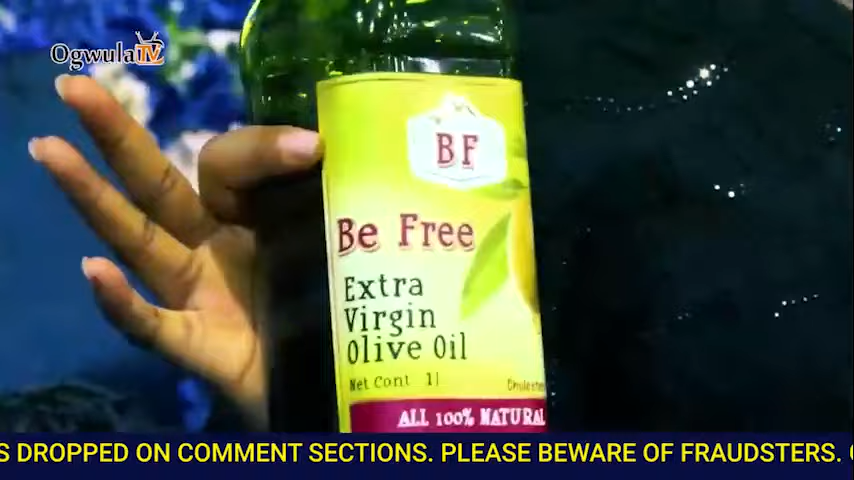 OgwulaTV
BF
Be Free
Extra
Virgin
Olive Oil
Net Cont 1l
ALL 100% NATURAL
S DROPPED ON COMMENT SECTIONS. PLEASE BEWARE OF FRAUDSTERS.